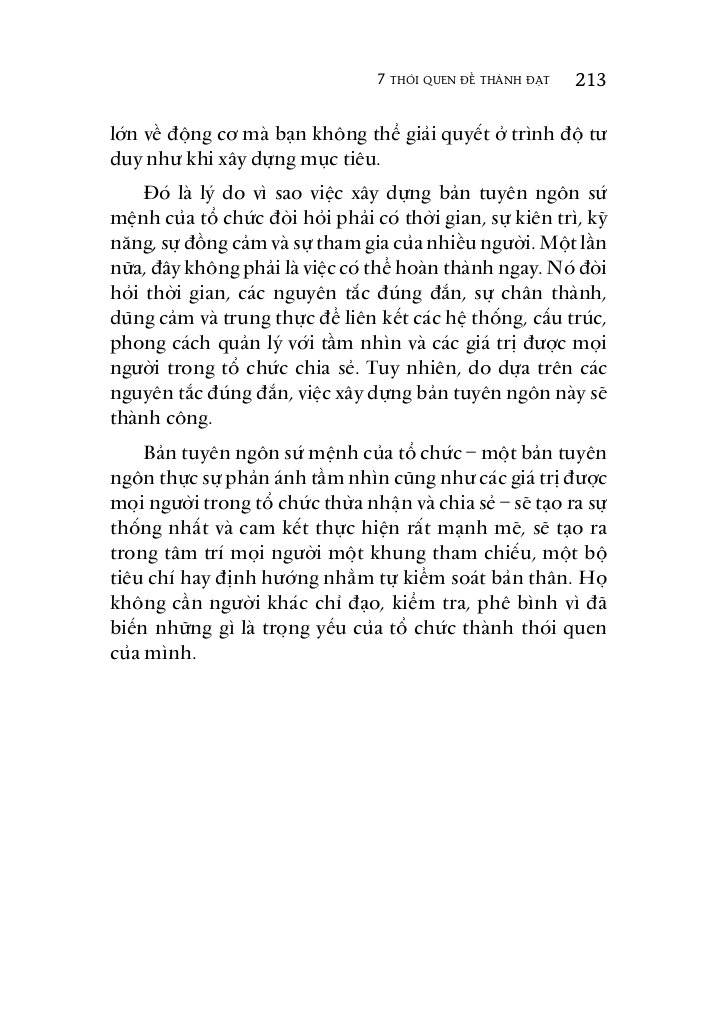 7 THÓI QUEN ĐỂ THÀNH ĐẠT 213
lớn về động cơ mà bạn không thể giải quyết ở trình độ tư
duy như khi xây dựng mục tiêu.
Đó là lý do vì sao việc xây dựng bản tuyên ngôn sứ
mệnh của tổ chức đòi hỏi phải có thời gian, sự kiên trì, kỹ
năng, sự đồng cảm và sự tham gia của nhiều người. Một lần
nữa, đây không phải là việc có thể hoàn thành ngay. Nó đòi
hỏi thời gian, các nguyên tắc đúng đắn, sự chân thành,
dũng cảm và trung thực để liên kết các hệ thống, cấu trúc,
phong cách quản lý với tầm nhìn và các giá trị được mọi
người trong tổ chức chia sẻ. Tuy nhiên, do dựa trên các
nguyên tắc đúng đắn, việc xây dựng bản tuyên ngôn này sẽ
thành công.
Bản tuyên ngôn sứ mệnh của tổ chức – một bản tuyên
ngôn thực sự phản ánh tầm nhìn cũng như các giá trị được
mọi người trong tổ chức thừa nhận và chia sẻ – sẽ tạo ra sự
thống nhất và cam kết thực hiện rất mạnh mẽ, sẽ tạo ra
trong tâm trí mọi người một khung tham chiếu, một bộ
tiêu chí hay định hướng nhằm tự kiểm soát bản thân. Họ
không cần người khác chỉ đạo, kiểm tra, phê bình vì đã
biến những gì là trọng yếu của tổ chức thành thói quen
của mình.